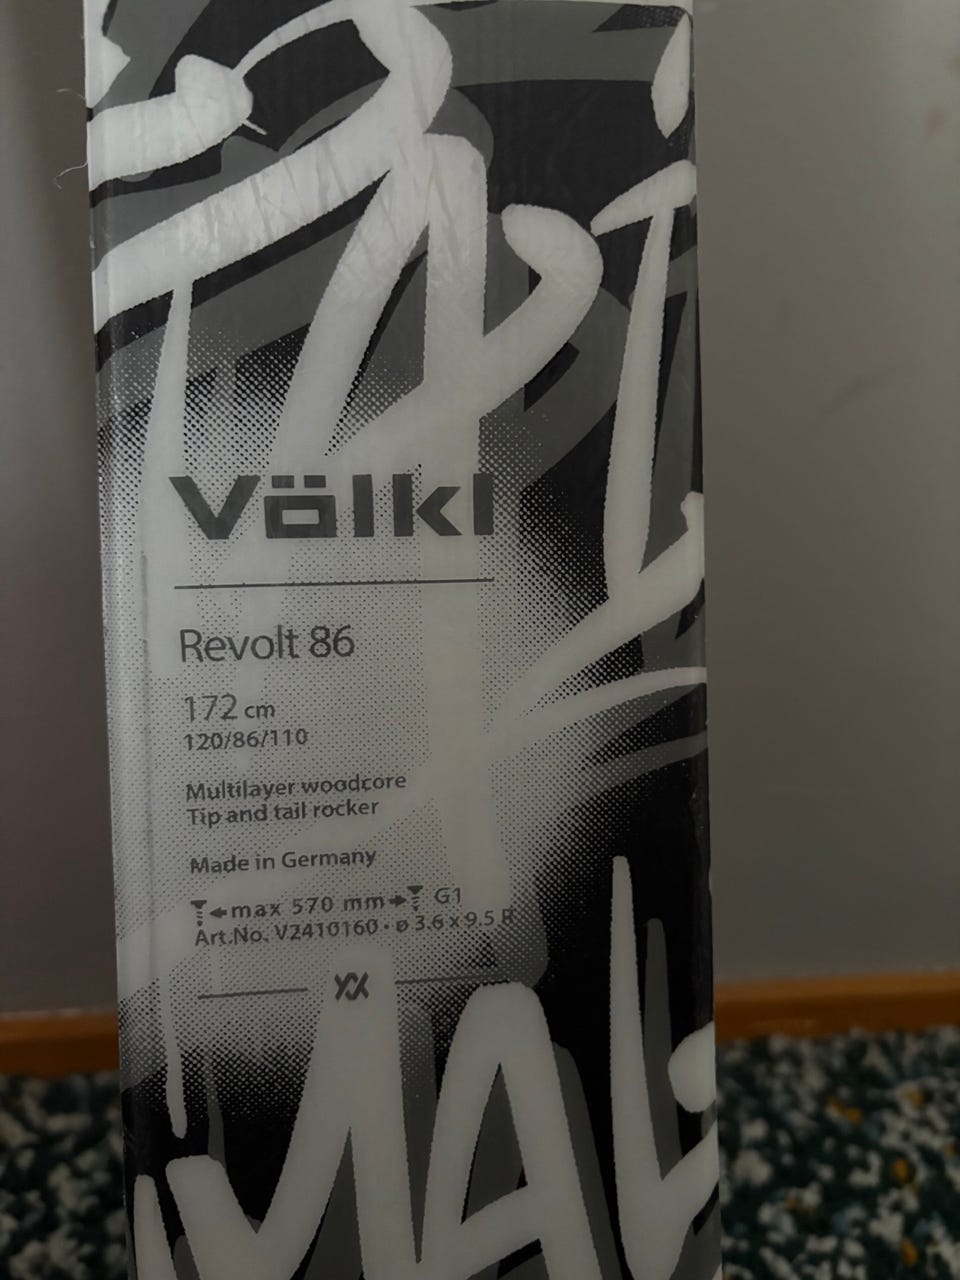 Völkl
Revolt 86
172 cm
120/86/110
Multilayer woodcore
Tip and tail rocker
Made in Germany
max 570 mm G1
Art.No. V2410160 · ø 3.6 x 9.5